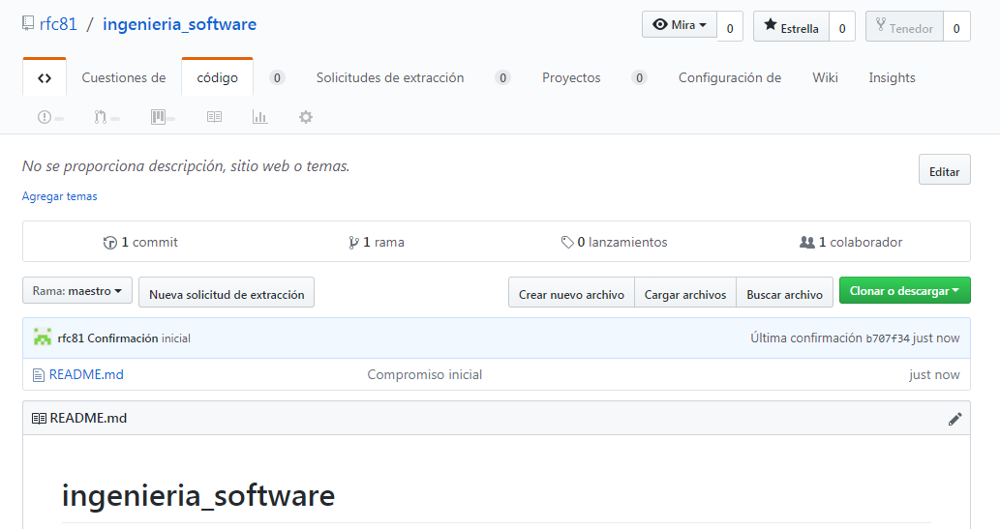 rfc81 / ingenieria_software
Mira 0 Estrella 0 Tenedor 0
Cuestiones de código 0 Solicitudes de extracción 0 Proyectos 0 Configuración de Wiki Insights
No se proporciona descripción, sitio web o temas.
Editar
Agregar temas
1 commit 1 rama 0 lanzamientos 1 colaborador
Rama: maestro Nueva solicitud de extracción Crear nuevo archivo Cargar archivos Buscar archivo Clonar o descargar
rfc81 Confirmación inicial Última confirmación b707f34 just now
README.md Compromiso inicial just now
README.md
ingenieria_software